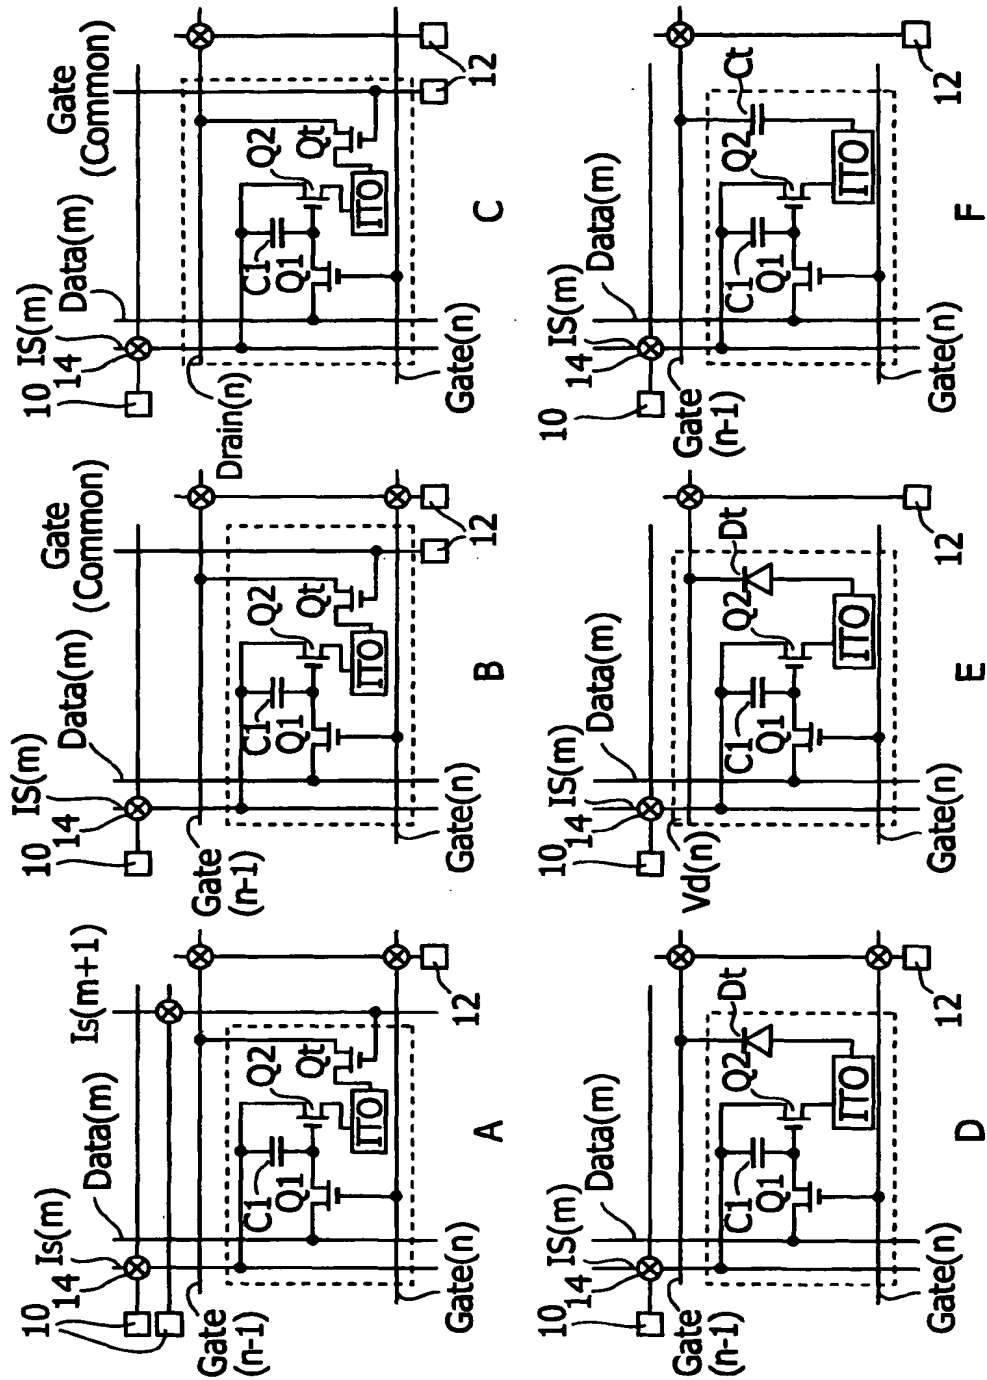 10
14
Is(m)
Data(m)
Is(m+1)
C1
Q1
Q2
Qt
ITO
Gate
(n-1)
Gate(n)
12
A
10
14
IS(m)
Data(m)
Gate
(Common)
C1
Q1
Q2
Qt
ITO
Gate
(n-1)
Gate(n)
12
B
10
14
IS(m)
Data(m)
Gate
(Common)
C1
Q1
Q2
Qt
ITO
Drain(n)
Gate(n)
12
C
10
14
IS(m)
Data(m)
C1
Q1
Q2
Dt
ITO
Gate
(n-1)
Gate(n)
12
D
10
14
IS(m)
Data(m)
C1
Q1
Q2
Dt
ITO
Vd(n)
Gate(n)
12
E
10
14
IS(m)
Data(m)
C1
Q1
Q2
Ct
ITO
Gate
(n-1)
Gate(n)
12
F